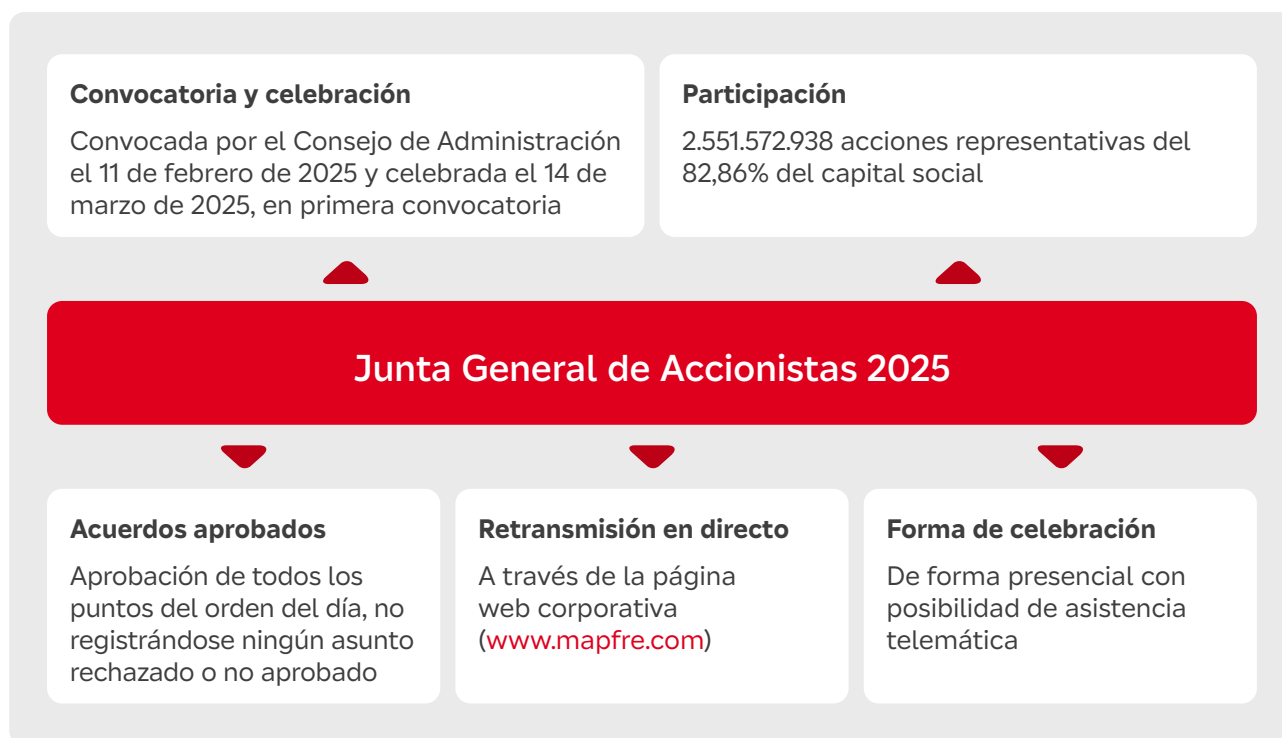 Convocatoria y celebración
Convocada por el Consejo de Administración
el 11 de febrero de 2025 y celebrada el 14 de
marzo de 2025, en primera convocatoria
Participación
2.551.572.938 acciones representativas del
82,86% del capital social
Junta General de Accionistas 2025
Acuerdos aprobados
Aprobación de todos los
puntos del orden del día, no
registrándose ningún asunto
rechazado o no aprobado
Retransmisión en directo
A través de la página
web corporativa
(www.mapfre.com)
Forma de celebración
De forma presencial con
posibilidad de asistencia
telemática